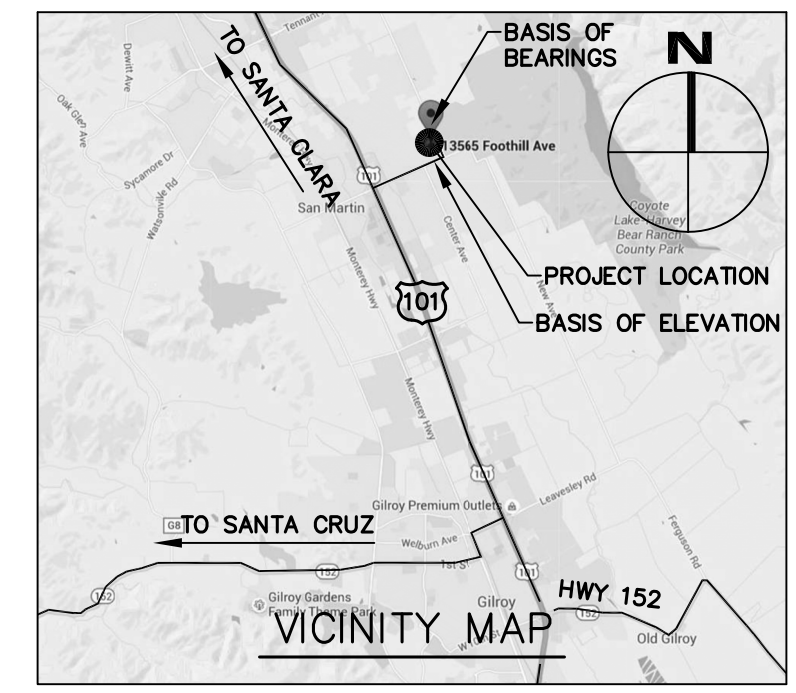 Tennant
Dewitt Ave
TO SANTA CLARA
BASIS OF
BEARINGS
N
Oak Glen Ave
Monterey Hwy
13565 Foothill Ave
Sycamore Dr
Watsonville Rd
101
San Martin
Center Ave
Coyote
Lake-Harvey
Bear Ranch
County Park
Monterey Hwy
101
PROJECT LOCATION
New Ave
BASIS OF ELEVATION
Monterey Hwy
101
Leavesley Rd
Gilroy Premium Outlets
G8
TO SANTA CRUZ
Welburn Ave
Ferguson Rd
1st St
152
152
101
HWY 152
152
Gilroy Gardens
Family Theme Park
Gilroy
VICINITY MAP
W 10th St
Old Gilroy